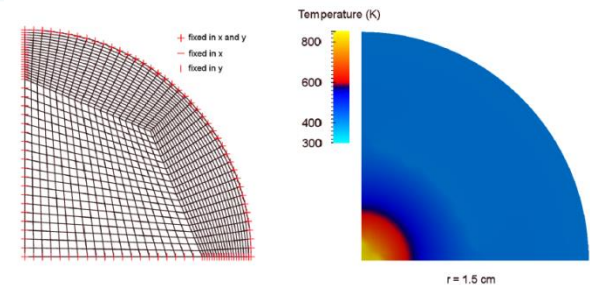 fixed in x and y
fixed in x
fixed in y
Temperature (K)
800
600
400
300
r = 1.5 cm